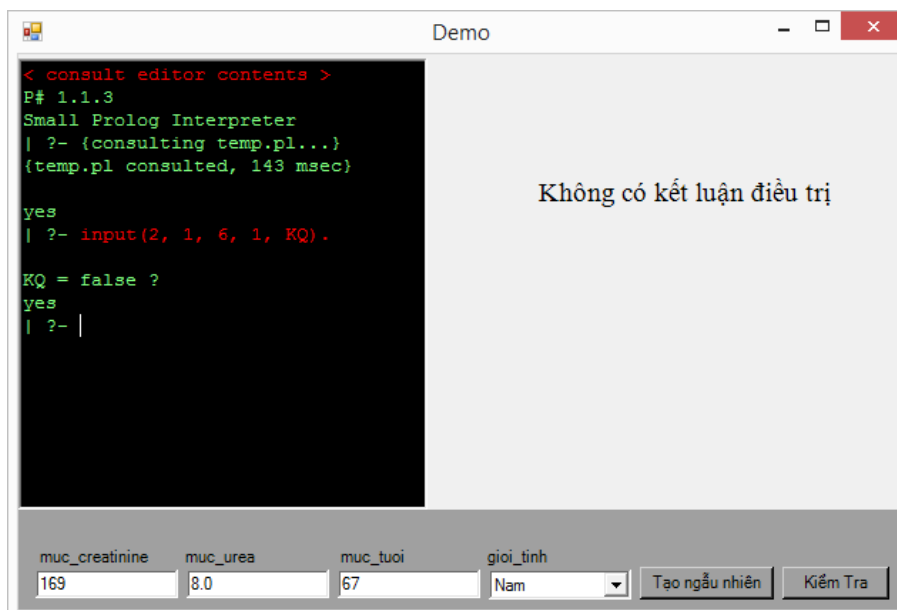 Demo
< consult editor contents >
P# 1.1.3
Small Prolog Interpreter
| ?- {consulting temp.pl...}
{temp.pl consulted, 143 msec}
yes
| ?- input(2, 1, 6, 1, KQ).
KQ = false ?
yes
| ?-
Không có kết luận điều trị
muc_creatinine muc_urea muc_tuoi gioi_tinh
169 8.0 67 Nam Tạo ngẫu nhiên Kiểm Tra